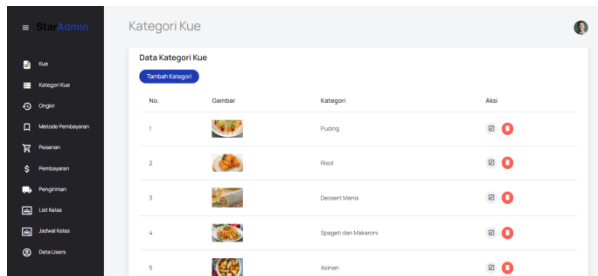 StarAdmin
Kategori Kue
Kue
Kategori Kue
Ongkir
Metode Pembayaran
Pesanan
Pembayaran
Pengiriman
List Kelas
Jadwal Kelas
Data Users
Data Kategori Kue
Tambah Kategori
No. Gambar Kategori Aksi
1 Puding
2 Risol
3 Dessert Manis
4 Spageti dan Makaroni
5 Asinan